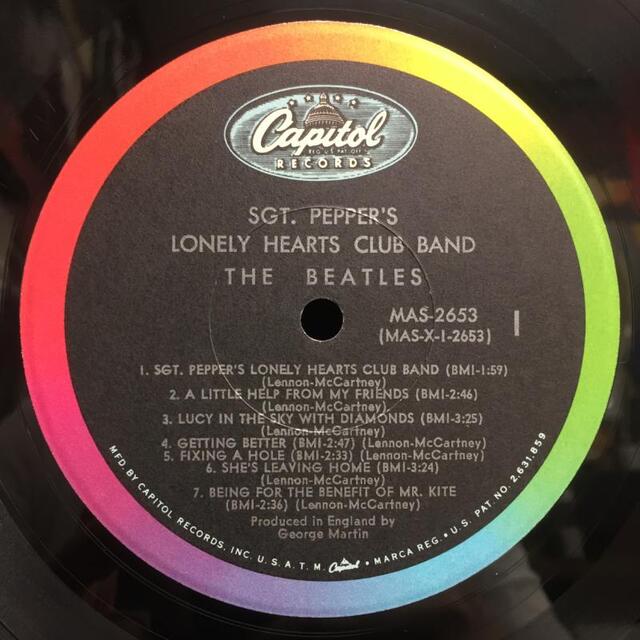 Capitol
REG. U.S. PAT. OFF.
RECORDS
SGT. PEPPER'S
LONELY HEARTS CLUB BAND
THE BEATLES
MAS-2653
(MAS-X-1-2653)
1
1. SGT. PEPPER'S LONELY HEARTS CLUB BAND (BMI-1:59)
(Lennon-McCartney)
2. A LITTLE HELP FROM MY FRIENDS (BMI-2:46)
(Lennon-McCartney)
3. LUCY IN THE SKY WITH DIAMONDS (BMI-3:25)
(Lennon-McCartney)
4. GETTING BETTER (BMI-2:47) (Lennon-McCartney)
5. FIXING A HOLE (BMI-2:33) (Lennon-McCartney)
6. SHE'S LEAVING HOME (BMI-3:24)
(Lennon-McCartney)
7. BEING FOR THE BENEFIT OF MR. KITE
(BMI-2:36) (Lennon-McCartney)
Produced in England by
George Martin
MFD. BY CAPITOL RECORDS, INC. U.S.A. T.M. Capitol • MARCA REG. • U.S. PAT. NO. 2,631,859